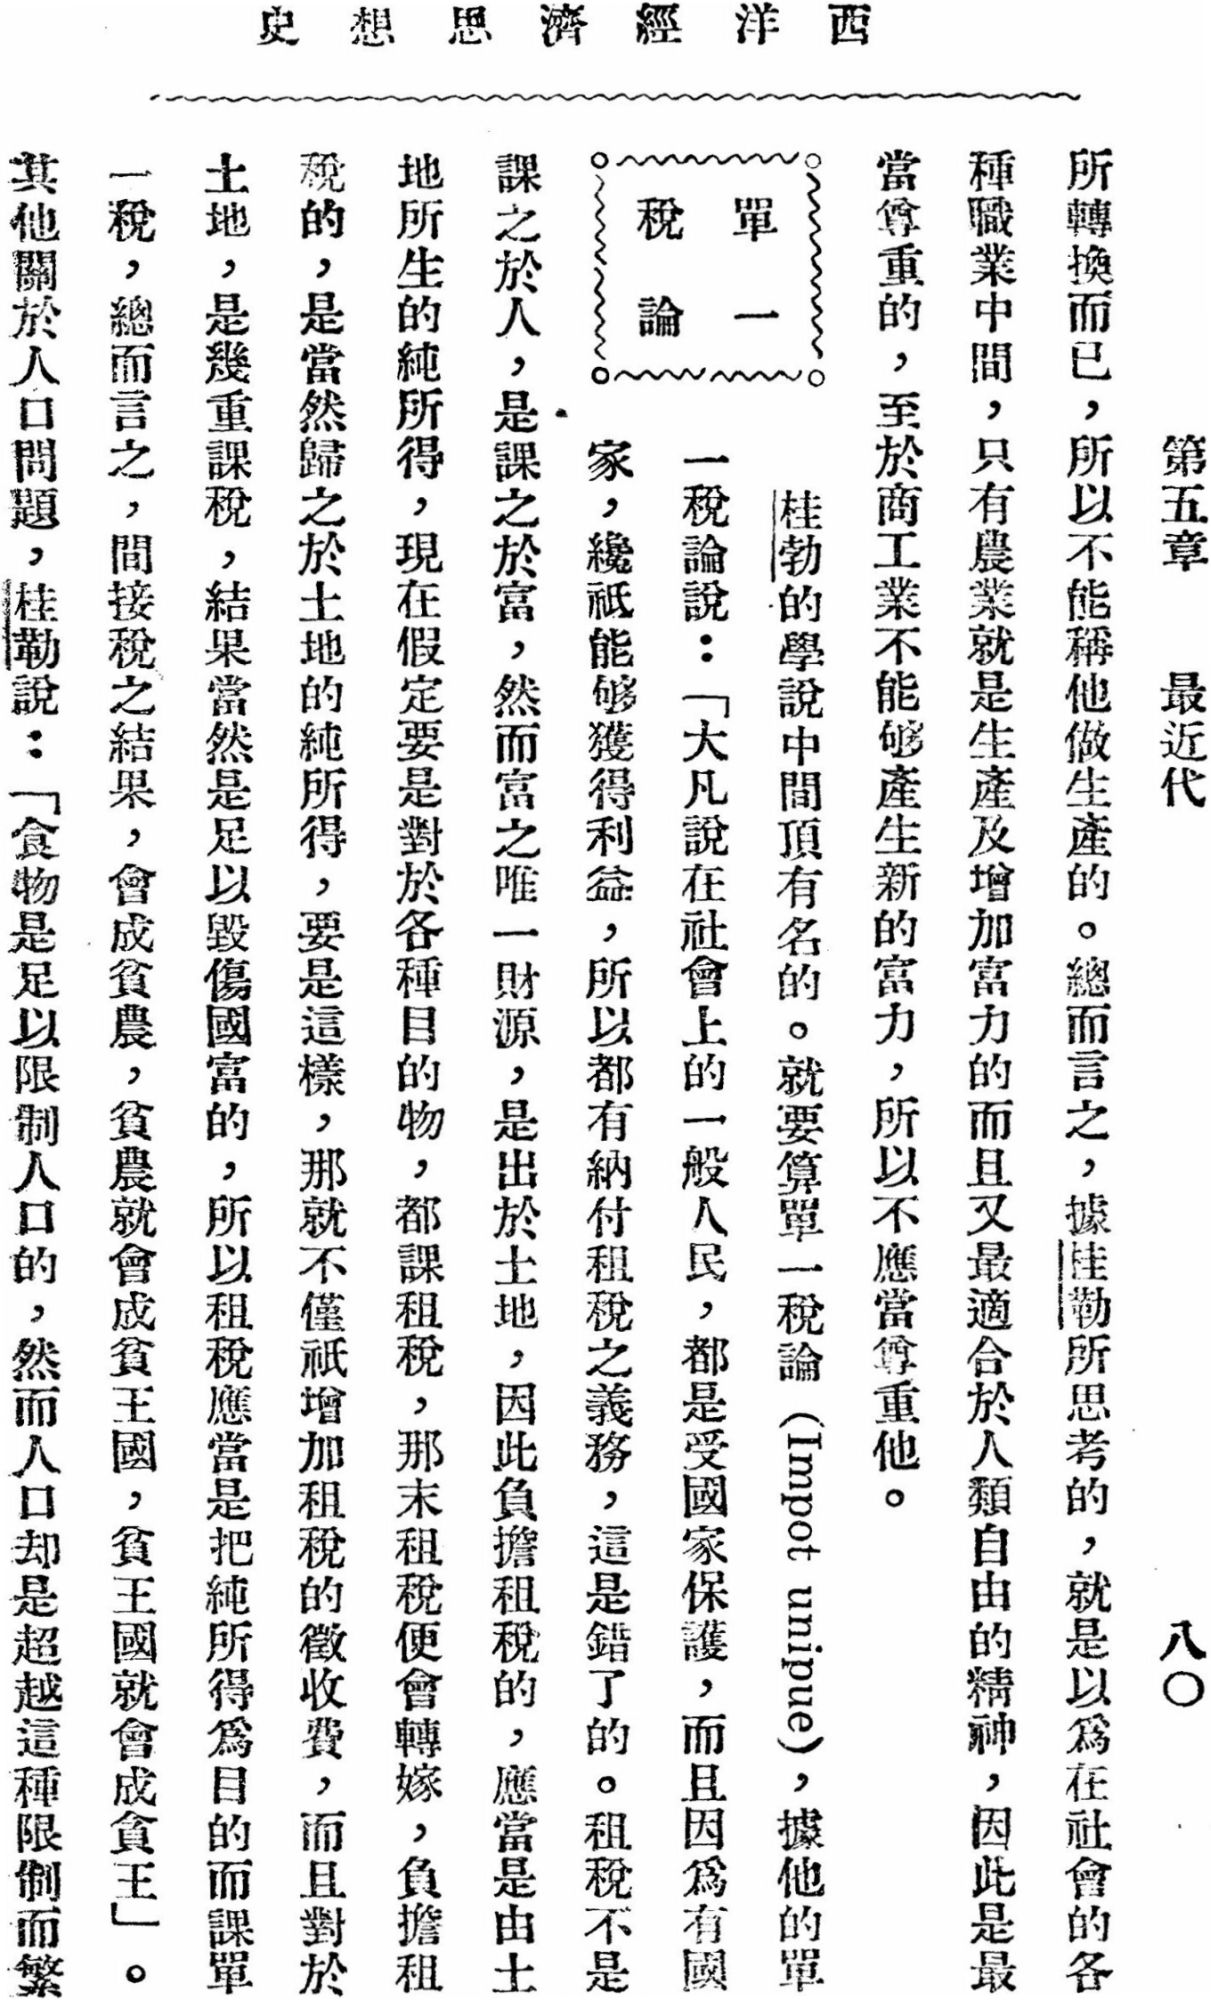 西洋經濟思想史
第五章　最近代　八〇
所轉換而已，所以不能稱他做生產的。總而言之，據桂勒所思考的，就是以爲在社會的各
種職業中間，只有農業就是生產及增加富力的而且又最適合於人類自由的精神，因此是最
當尊重的，至於商工業不能够產生新的富力，所以不應當尊重他。
單一
稅論
桂勃的學說中間頂有名的。就要算單一稅論（Impot unipue），據他的單
一稅論說：「大凡說在社會上的一般人民，都是受國家保護，而且因爲有國
家，纔祇能够獲得利益，所以都有納付租稅之義務，這是錯了的。租稅不是
課之於人，是課之於富，然而富之唯一財源，是出於土地，因此負擔租稅的，應當是由土
地所生的純所得，現在假定要是對於各種目的物，都課租稅，那末租稅便會轉嫁，負擔租
稅的，是當然歸之於土地的純所得，要是這樣，那就不僅祇增加租稅的徵收費，而且對於
土地，是幾重課稅，結果當然是足以毀傷國富的，所以租稅應當是把純所得爲目的而課單
一稅，總而言之，間接稅之結果，會成貧農，貧農就會成貧王國，貧王國就會成貧王」。
其他關於人口問題，桂勒說：「食物是足以限制人口的，然而人口却是超越這種限制而繁